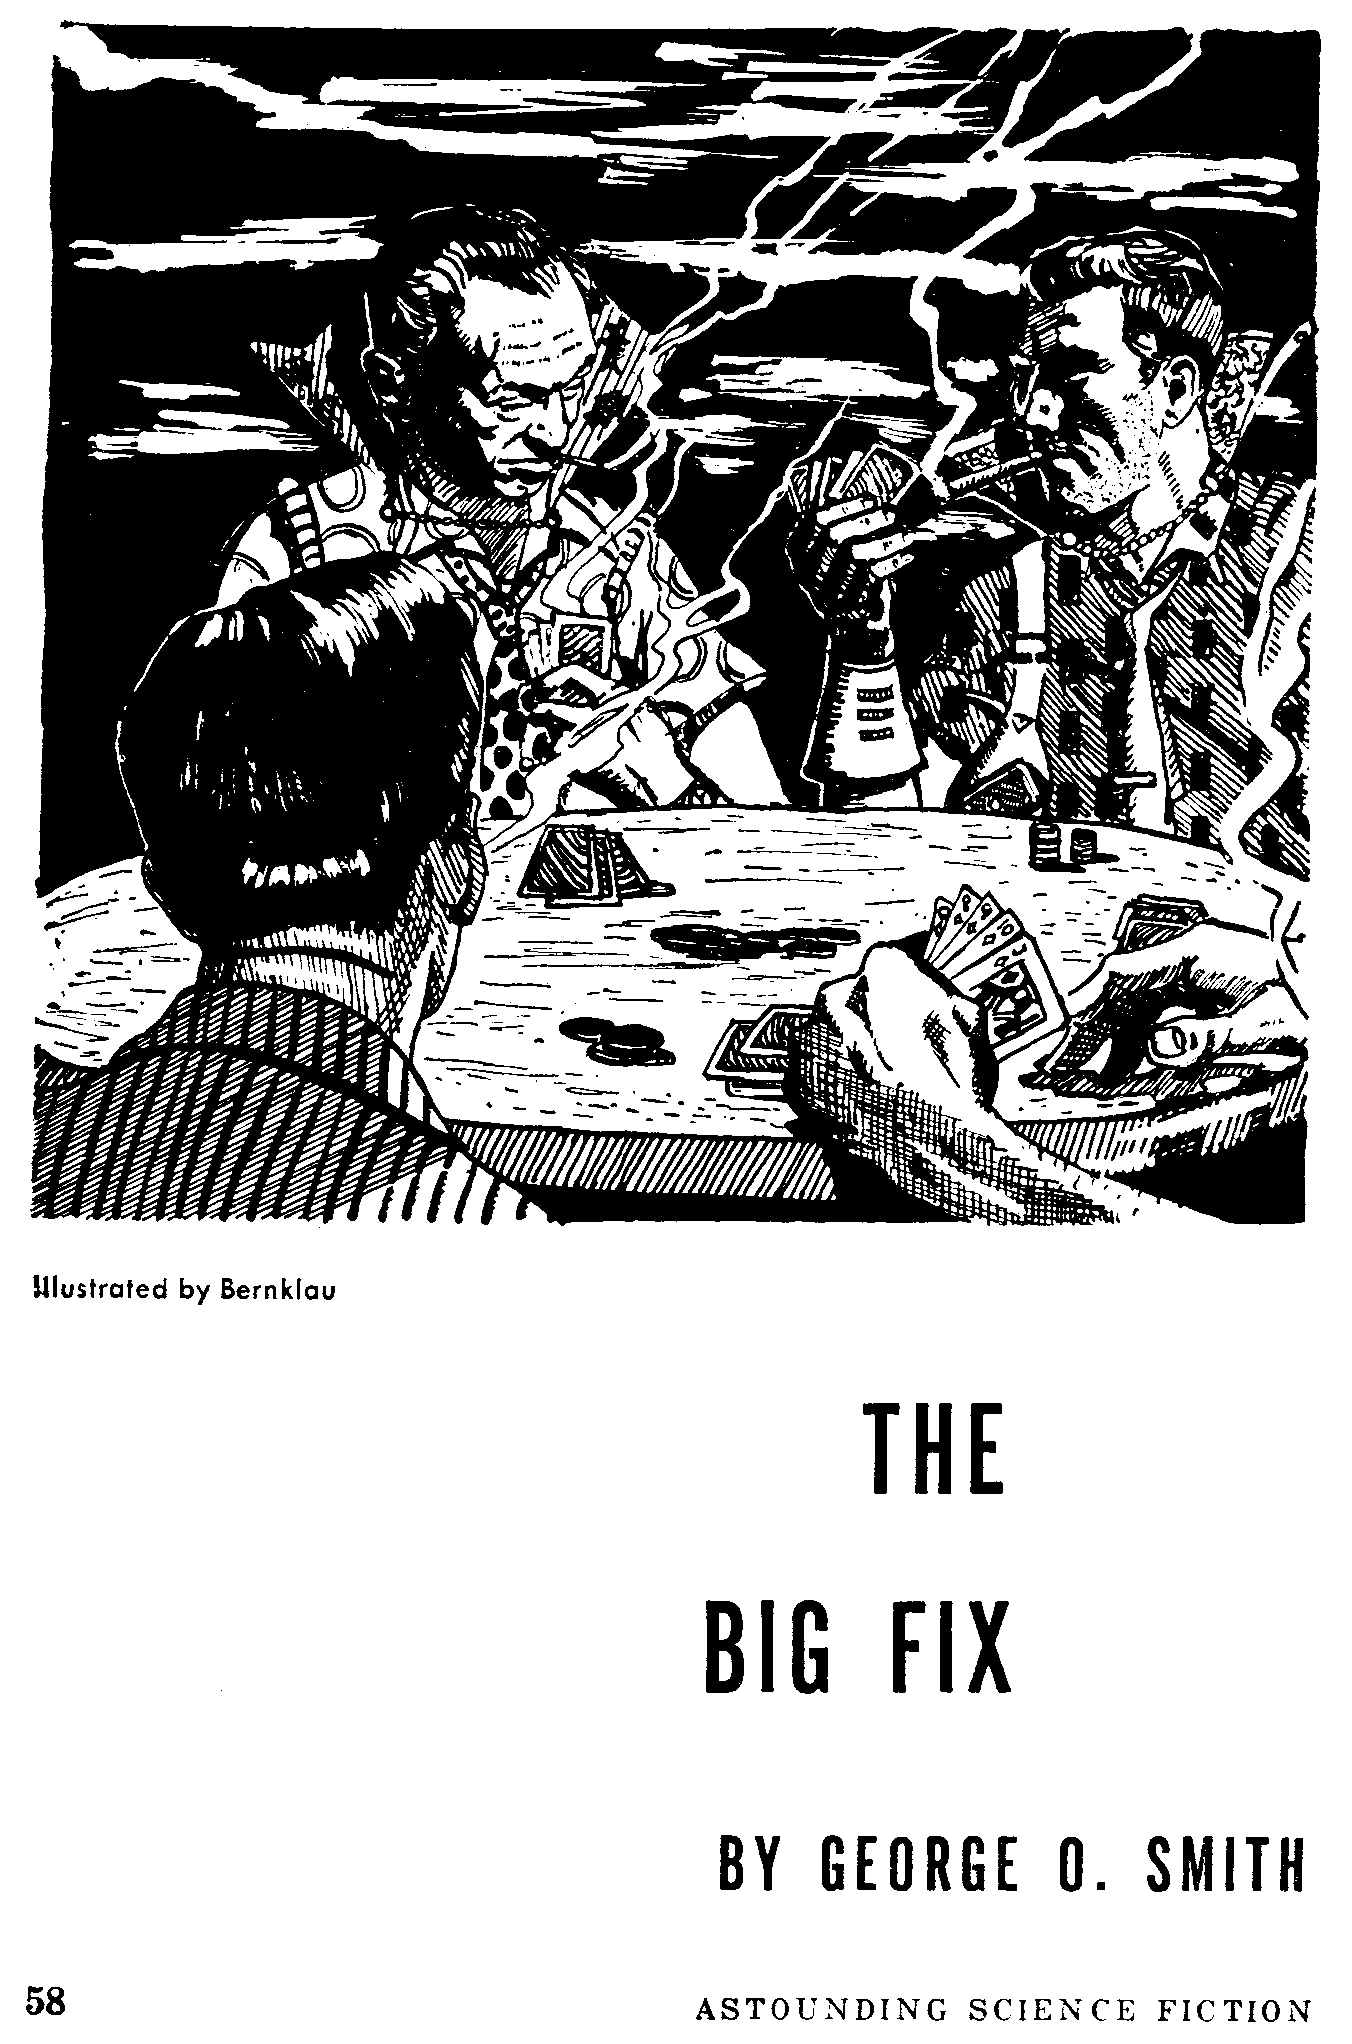 Illustrated by Bernklau
THE
BIG FIX
BY GEORGE O. SMITH
58
ASTOUNDING SCIENCE FICTION